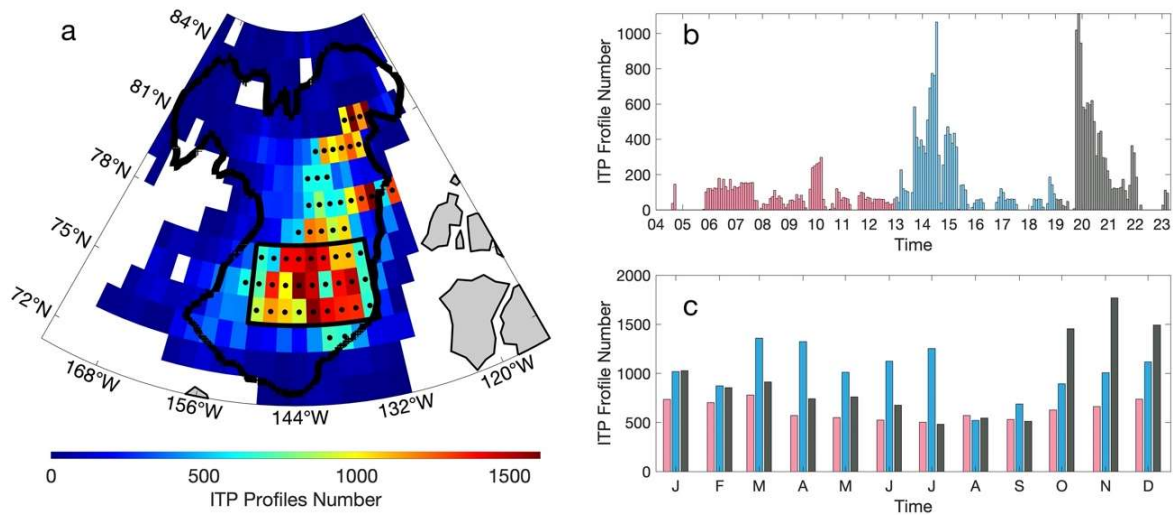 a
84°N
81°N
78°N
75°N
72°N
168°W
156°W
144°W
132°W
120°W
0 500 1000 1500
ITP Profiles Number
b
ITP Profile Number
1000
800
600
400
200
0
04 05 06 07 08 09 10 11 12 13 14 15 16 17 18 19 20 21 22 23
Time
c
ITP Profile Number
2000
1500
1000
500
0
J F M A M J J A S O N D
Time